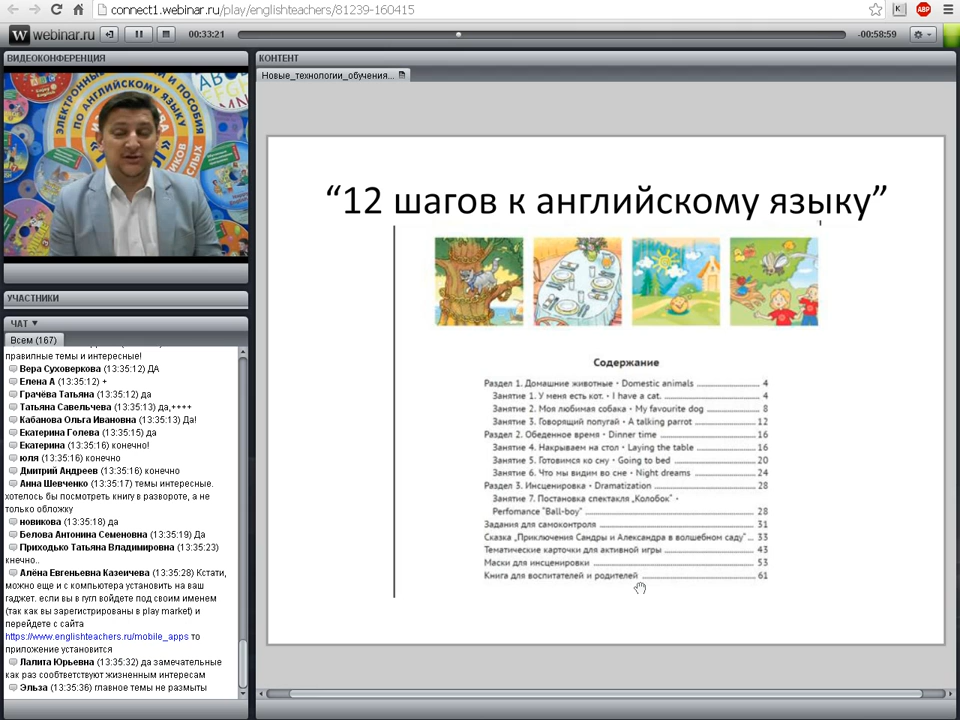 connect1.webinar.ru/play/englishteachers/81239-160415
webinar.ru
00:33:21
-00:58:59
ВИДЕОКОНФЕРЕНЦИЯ
ЭЛЕКТРОННЫЕ
И ПОСОБИЯ
ПО АНГЛИЙСКОМУ ЯЗЫКУ
УЧАСТНИКИ
ЧАТ
Всем (167)
правилные темы и интересные!
Вера Суховеркова (13:35:12) ДА
Елена А (13:35:12) +
Грачёва Татьяна (13:35:12) да
Татьяна Савельчева (13:35:13) да,++++
Кабанова Ольга Ивановна (13:35:13) Да!
Екатерина Голева (13:35:15) да
Екатерина (13:35:16) конечно!
юля (13:35:16) конечно
Дмитрий Андреев (13:35:16) конечно
Анна Шевченко (13:35:17) темы интересные.
хотелось бы посмотреть книгу в развороте, а не
только обложку
новикова (13:35:18) да
Белова Антонина Семеновна (13:35:19) Да
Приходько Татьяна Владимировна (13:35:23)
кнечно..
Алёна Евгеньевна Казеичева (13:35:28) Кстати,
можно еще и с компьютера установить на ваш
гаджет. если вы в гугл войдете под своим именем
(так как вы зарегистрированы в play market) и
перейдете с сайта
https://www.englishteachers.ru/mobile_apps то
приложение установится
Лалита Юрьевна (13:35:32) да замечательные
как раз сообтветствуют жизненным интересам
Эльза (13:35:36) главное темы не размыты
КОНТЕНТ
Новые_технологии_обучения...
“12 шагов к английскому языку”
Содержание
Раздел 1. Домашние животные • Domestic animals 4
Занятие 1. У меня есть кот. • I have a cat. 4
Занятие 2. Моя любимая собака • My favourite dog 8
Занятие 3. Говорящий попугай • A talking parrot 12
Раздел 2. Обеденное время • Dinner time 16
Занятие 4. Накрываем на стол • Laying the table 16
Занятие 5. Готовимся ко сну • Going to bed 20
Занятие 6. Что мы видим во сне • Night dreams 24
Раздел 3. Инсценировка • Dramatization 28
Занятие 7. Постановка спектакля „Колобок“ •
Perfomance "Ball-boy" 28
Задания для самоконтроля 31
Сказка „Приключения Сандры и Александра в волшебном саду“ 33
Тематические карточки для активной игры 43
Маски для инсценировки 53
Книга для воспитателей и родителей 61